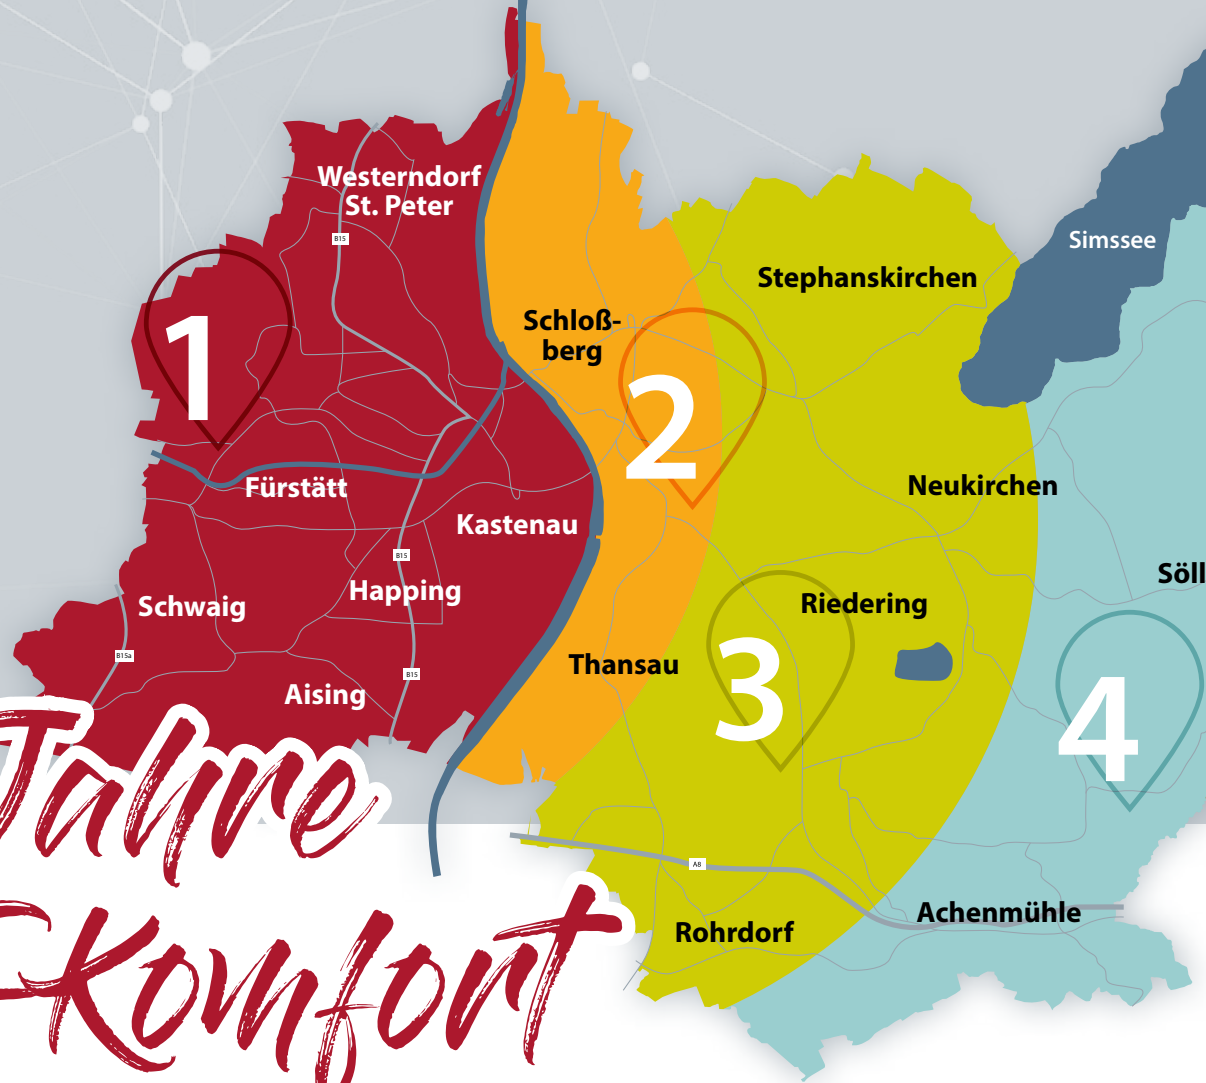 Westerndorf
St. Peter
B15
Simssee
Stephanskirchen
1
Schloß-
berg
2
Fürstätt
Neukirchen
Kastenau
B15
Happing
Söll
Schwaig
Riedering
B15a
Thansau
3
B15
Aising
4
Jahre
A8
Achenmühle
Rohrdorf
Komfort